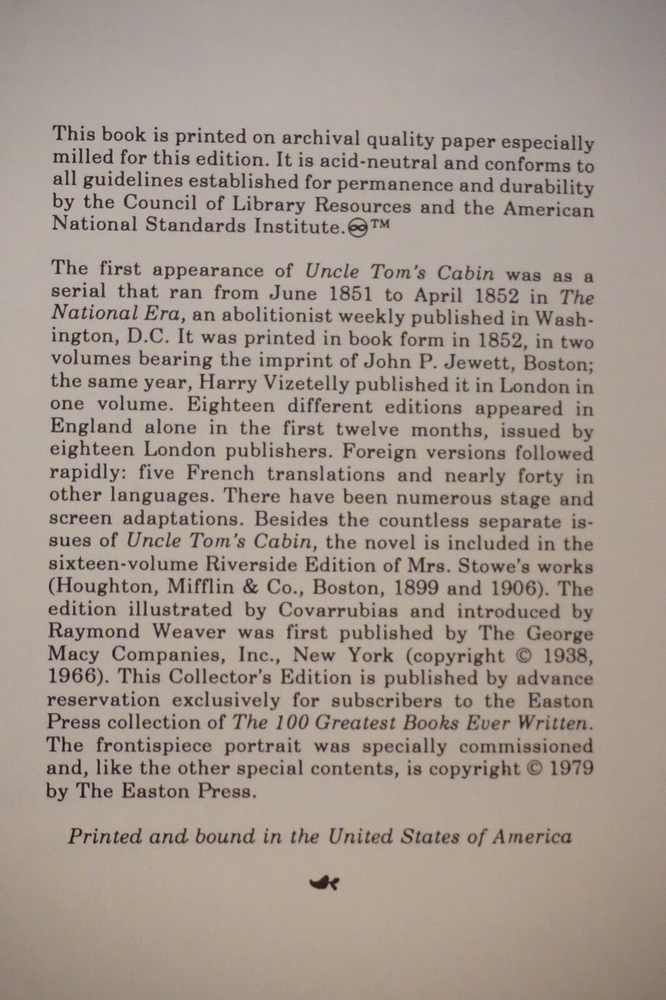 This book is printed on archival quality paper especially
milled for this edition. It is acid-neutral and conforms to
all guidelines established for permanence and durability
by the Council of Library Resources and the American
National Standards Institute.♾™
The first appearance of Uncle Tom's Cabin was as a
serial that ran from June 1851 to April 1852 in The
National Era, an abolitionist weekly published in Wash-
ington, D.C. It was printed in book form in 1852, in two
volumes bearing the imprint of John P. Jewett, Boston;
the same year, Harry Vizetelly published it in London in
one volume. Eighteen different editions appeared in
England alone in the first twelve months, issued by
eighteen London publishers. Foreign versions followed
rapidly: five French translations and nearly forty in
other languages. There have been numerous stage and
screen adaptations. Besides the countless separate is-
sues of Uncle Tom's Cabin, the novel is included in the
sixteen-volume Riverside Edition of Mrs. Stowe's works
(Houghton, Mifflin & Co., Boston, 1899 and 1906). The
edition illustrated by Covarrubias and introduced by
Raymond Weaver was first published by The George
Macy Companies, Inc., New York (copyright © 1938,
1966). This Collector's Edition is published by advance
reservation exclusively for subscribers to the Easton
Press collection of The 100 Greatest Books Ever Written.
The frontispiece portrait was specially commissioned
and, like the other special contents, is copyright © 1979
by The Easton Press.
Printed and bound in the United States of America